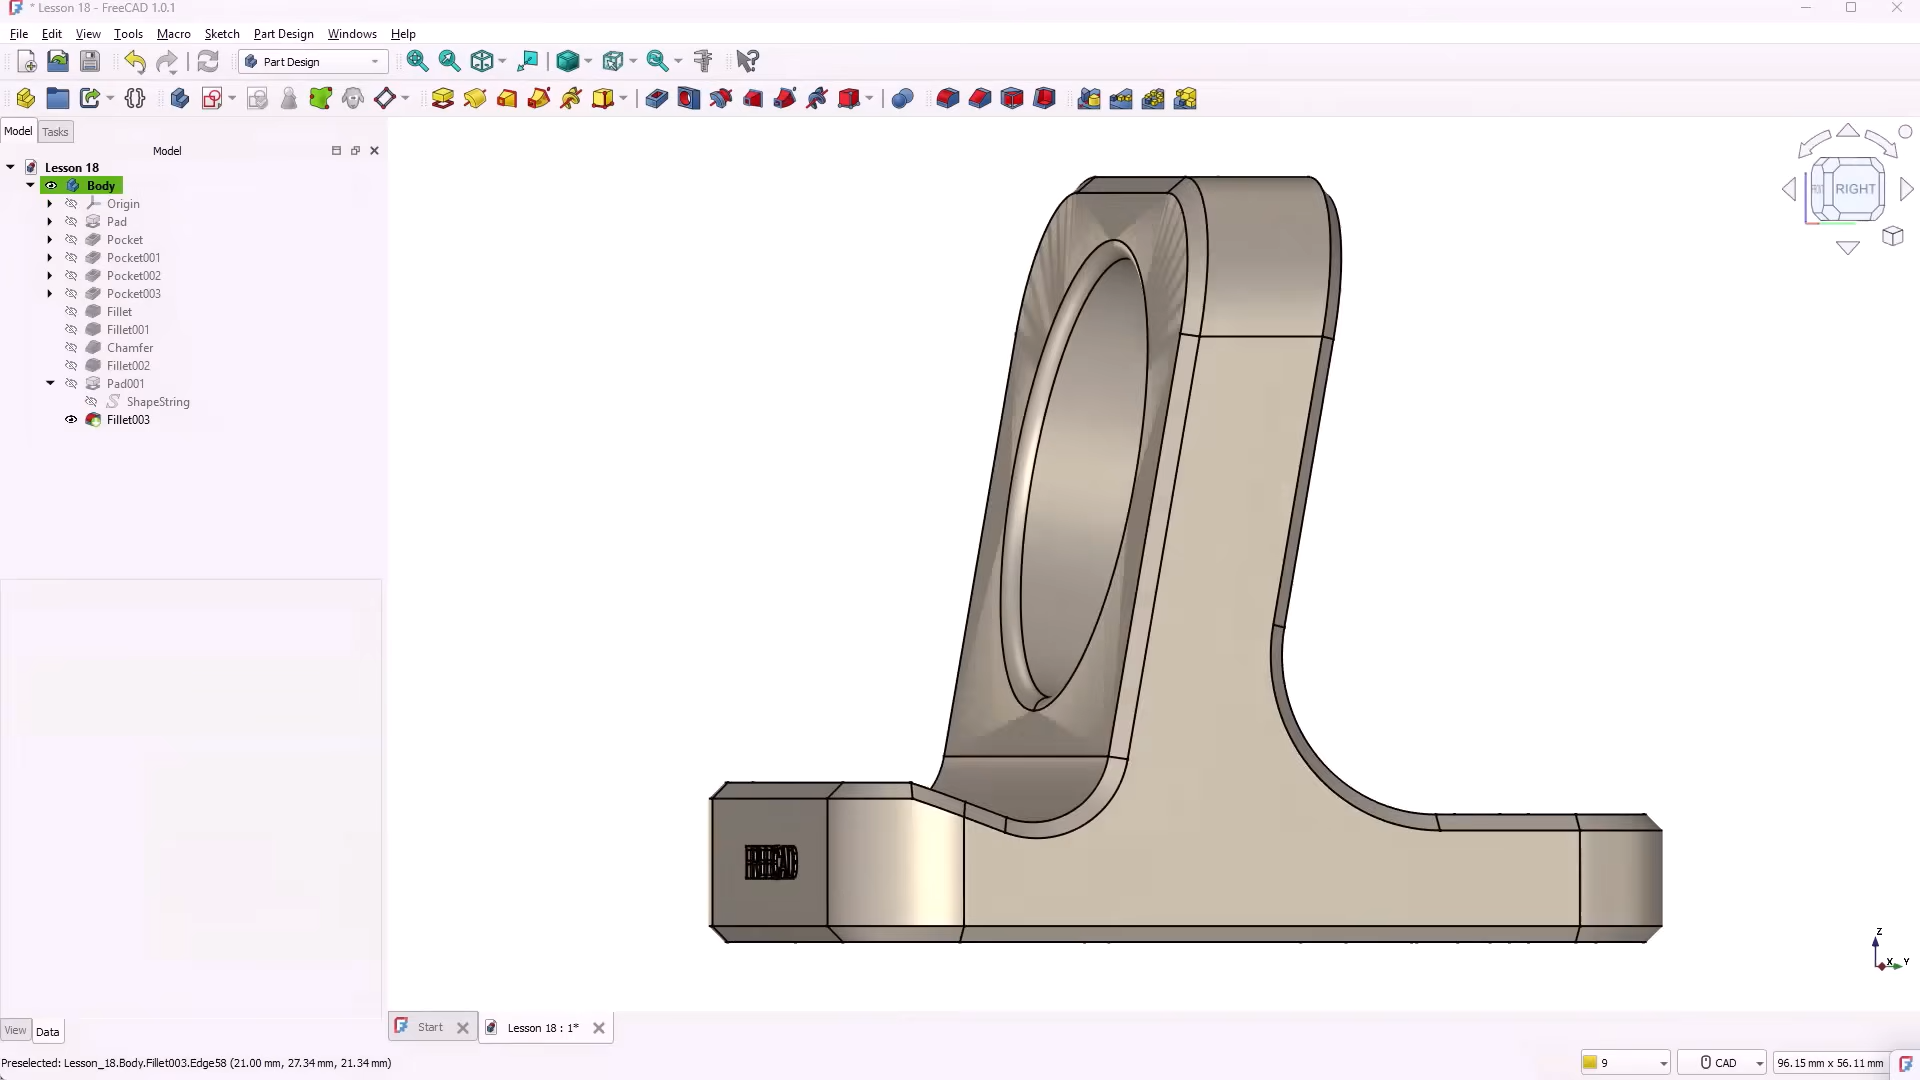 * Lesson 18 - FreeCAD 1.0.1
File Edit View Tools Macro Sketch Part Design Windows Help
Part Design
Model Tasks
Model
Lesson 18
Body
Origin
Pad
Pocket
Pocket001
Pocket002
Pocket003
Fillet
Fillet001
Chamfer
Fillet002
Pad001
ShapeString
Fillet003
RIGHT
FREECAD
Z
X Y
View Data
Start
Lesson 18 : 1*
Preselected: Lesson_18.Body.Fillet003.Edge58 (21.00 mm, 27.34 mm, 21.34 mm)
9
CAD
96.15 mm x 56.11 mm